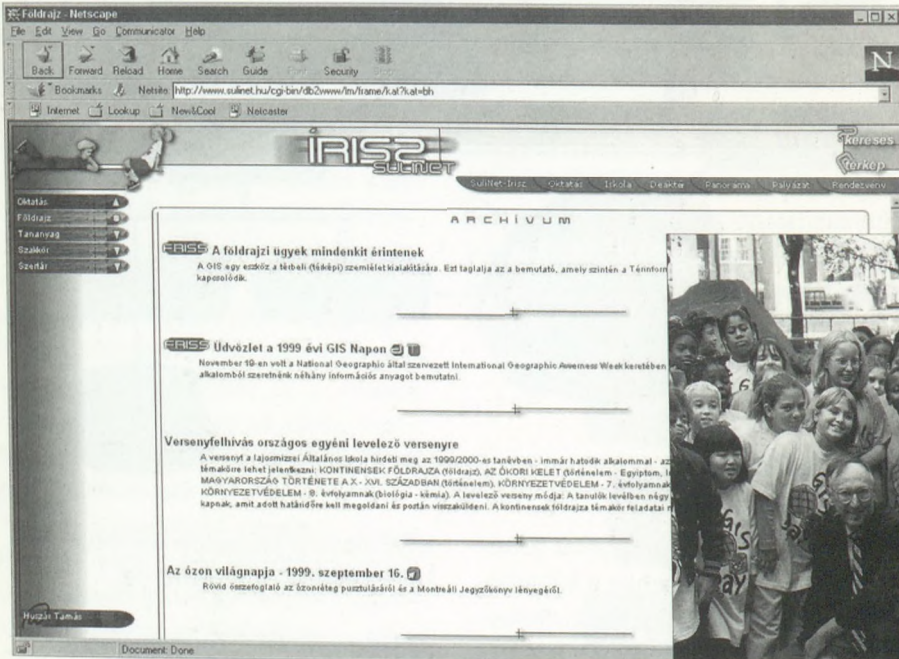 Földrajz - Netscape
File Edit View Go Communicator Help
Back Forward Reload Home Search Guide Print Security Stop
Bookmarks Netsite: http://www.sulinet.hu/cgi-bin/db2www/lm/frame/kat?kat=bh
Internet Lookup New&Cool Netcaster
N
ÍRISZ
SULINET
Keresés
Térkép
SuliNet-Írisz Oktatás Iskola Diáktér Panoráma Pályázat Rendezvény
Oktatás
Földrajz
Tananyag
Szakkör
Szertár
ARCHÍVUM
FRISS A földrajzi ügyek mindenkit érintenek
A GIS egy eszköz a térbeli (térképi) szemlélet kialakítására. Ezt taglalja az a bemutató, amely szintén a Térinform
kapcsolódik.
FRISS Üdvözlet a 1999 évi GIS Napon
November 19-en volt a National Geographic által szervezett International Geographic Awerness Week keretében
alkalomból szeretnénk néhány információs anyagot bemutatni.
Versenyfelhívás országos egyéni levelező versenyre
A versenyt a lajosmizsei Általános Iskola hirdeti meg az 1999/2000-es tanévben - immár hatodik alkalommal - az
témakörre lehet jelentkezni: KONTINENSEK FÖLDRAJZA (földrajz), AZ ÓKORI KELET (történelem - Egyiptom, I
MAGYARORSZÁG TÖRTÉNETE A X - XVI. SZÁZADBAN (történelem), KÖRNYEZETVÉDELEM - 7. évfolyamnak
KÖRNYEZETVÉDELEM - 8. évfolyamnak (biológia - kémia). A levelező verseny módja: A tanulók levélben négy
kapnak, amit adott határidőre kell megoldani és postán visszaküldeni. A kontinensek földrajza témakör feladatai
Az ózon világnapja - 1999. szeptember 16.
Rövid összefoglaló az ózonréteg pusztulásáról és a Montreáli Jegyzőkönyv lényegéről.
Huszár Tamás
Document: Done
GIS
Day